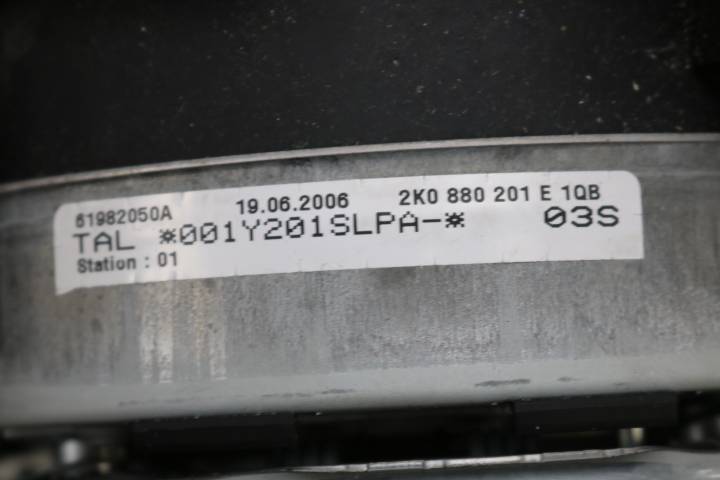 61982050A 19.06.2006 2K0 880 201 E 1QB
TAL *001Y201SLPA-* 03S
Station : 01